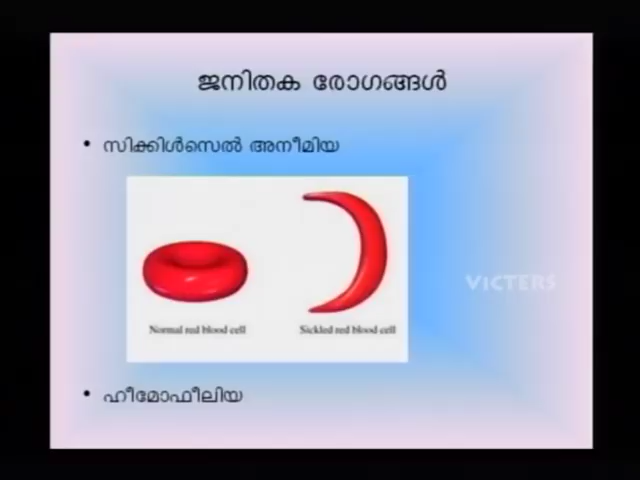 ജനിതക രോഗങ്ങൾ
• സിക്കിൾസെൽ അനീമിയ
VICTERS
Normal red blood cell
Sickled red blood cell
• ഹീമോഫീലിയ